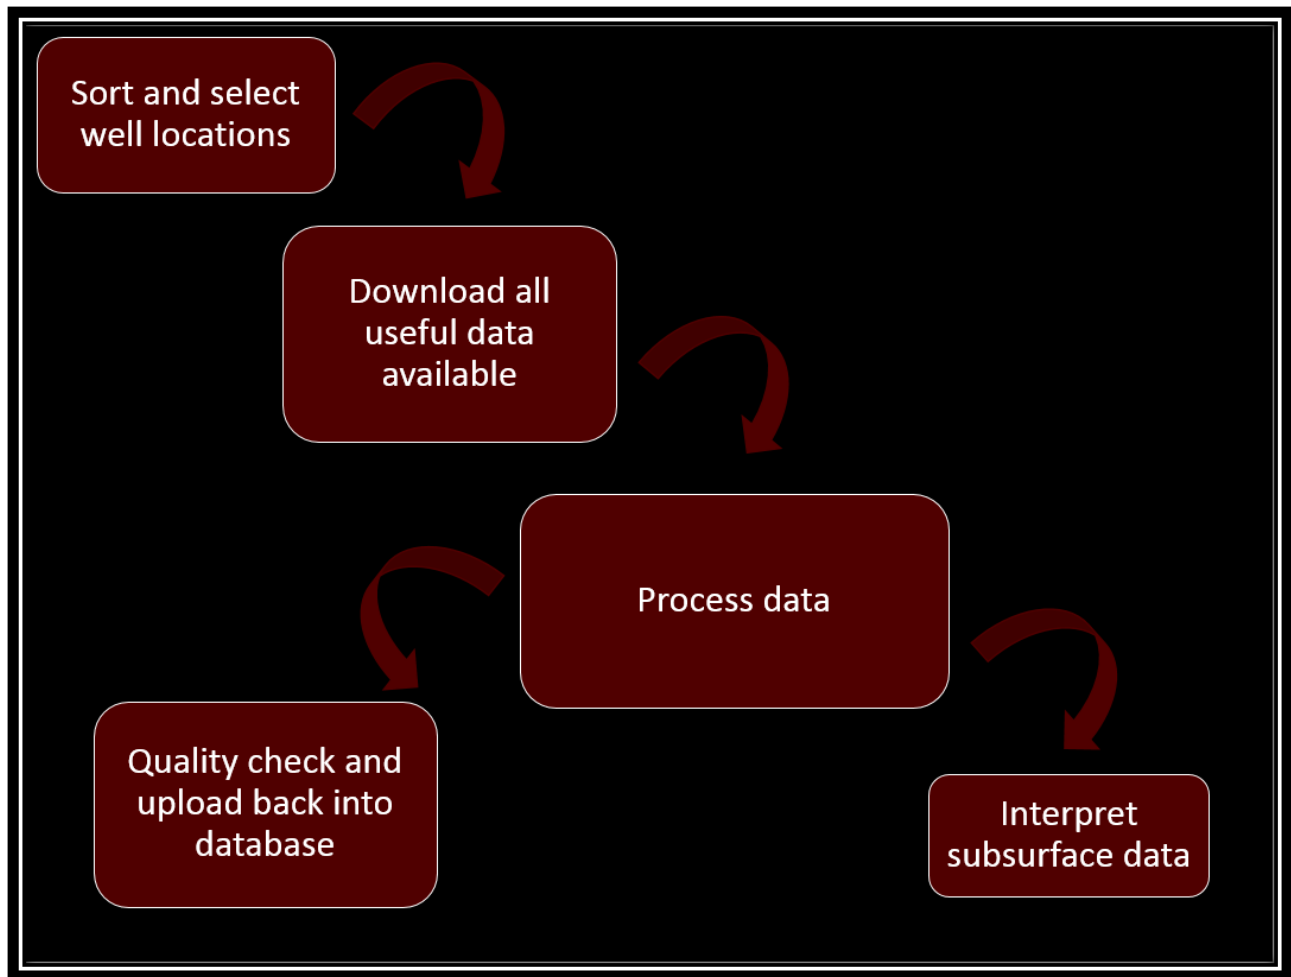 Sort and select
well locations
Download all
useful data
available
Process data
Quality check and
upload back into
database
Interpret
subsurface data